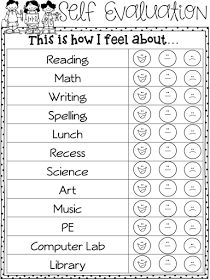 Self Evaluation
This is how I feel about...
Reading
Math
Writing
Spelling
Lunch
Recess
Science
Art
Music
PE
Computer Lab
Library